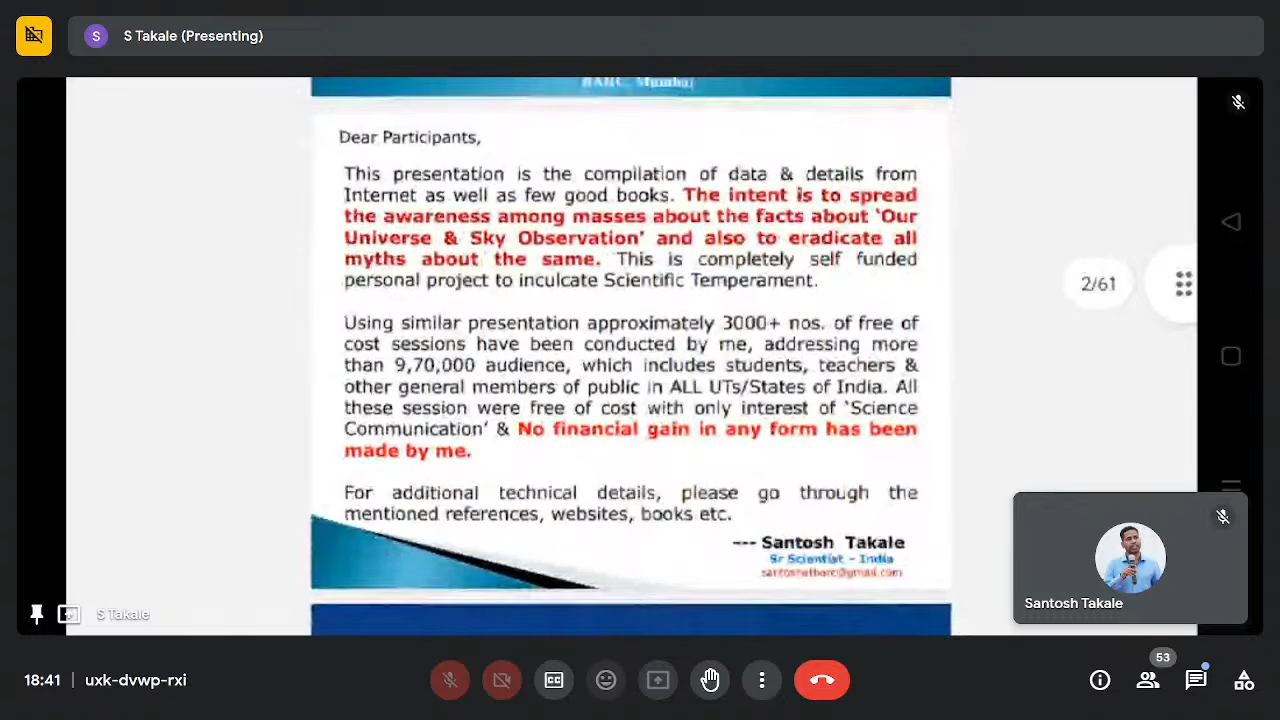 S
S Takale (Presenting)
BARC, Mumbai
Dear Participants,
This presentation is the compilation of data & details from
Internet as well as few good books. The intent is to spread
the awareness among masses about the facts about ‘Our
Universe & Sky Observation’ and also to eradicate all
myths about the same. This is completely self funded
personal project to inculcate Scientific Temperament.
Using similar presentation approximately 3000+ nos. of free of
cost sessions have been conducted by me, addressing more
than 9,70,000 audience, which includes students, teachers &
other general members of public in ALL UTs/States of India. All
these session were free of cost with only interest of ‘Science
Communication’ & No financial gain in any form has been
made by me.
For additional technical details, please go through the
mentioned references, websites, books etc.
--- Santosh Takale
Sr Scientist – India
2/61
S Takale
Santosh Takale
18:41 | uxk-dvwp-rxi
CC
53